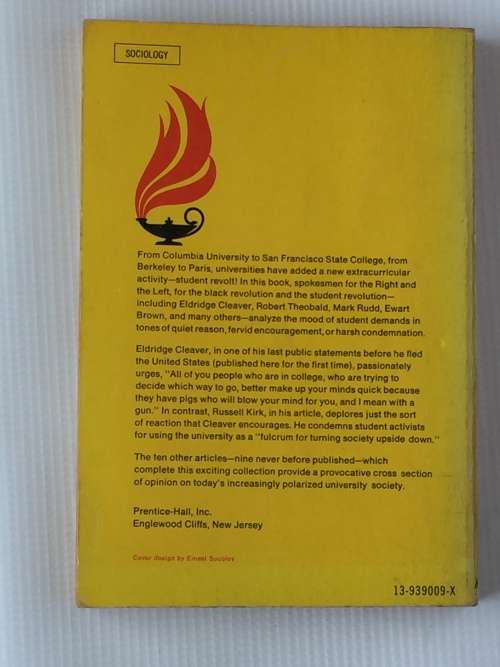 SOCIOLOGY
From Columbia University to San Francisco State College, from
Berkeley to Paris, universities have added a new extracurricular
activity—student revolt! In this book, spokesmen for the Right and
the Left, for the black revolution and the student revolution—
including Eldridge Cleaver, Robert Theobald, Mark Rudd, Ewart
Brown, and many others—analyze the mood of student demands in
tones of quiet reason, fervid encouragement, or harsh condemnation.
Eldridge Cleaver, in one of his last public statements before he fled
the United States (published here for the first time), passionately
urges, "All of you people who are in college, who are trying to
decide which way to go, better make up your minds quick because
they have pigs who will blow your mind for you, and I mean with a
gun." In contrast, Russell Kirk, in his article, deplores just the sort
of reaction that Cleaver encourages. He condemns student activists
for using the university as a "fulcrum for turning society upside down."
The ten other articles—nine never before published—which
complete this exciting collection provide a provocative cross section
of opinion on today's increasingly polarized university society.
Prentice-Hall, Inc.
Englewood Cliffs, New Jersey
Cover design by Ernest Socolov
13-939009-X